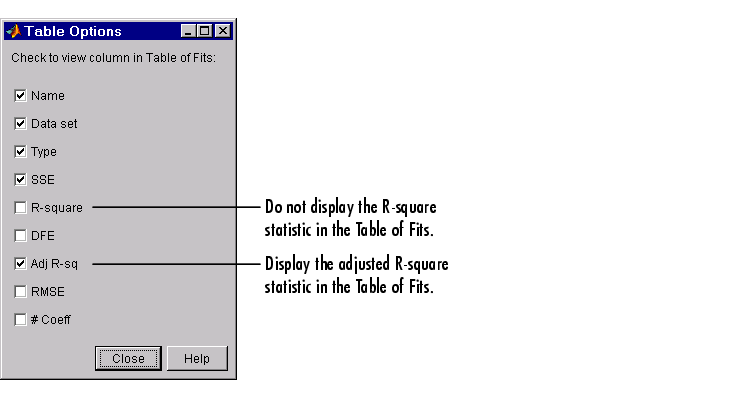 Table Options
Check to view column in Table of Fits:
Name
Data set
Type
SSE
R-square
Do not display the R-square
statistic in the Table of Fits.
DFE
Adj R-sq
Display the adjusted R-square
statistic in the Table of Fits.
RMSE
# Coeff
Close Help